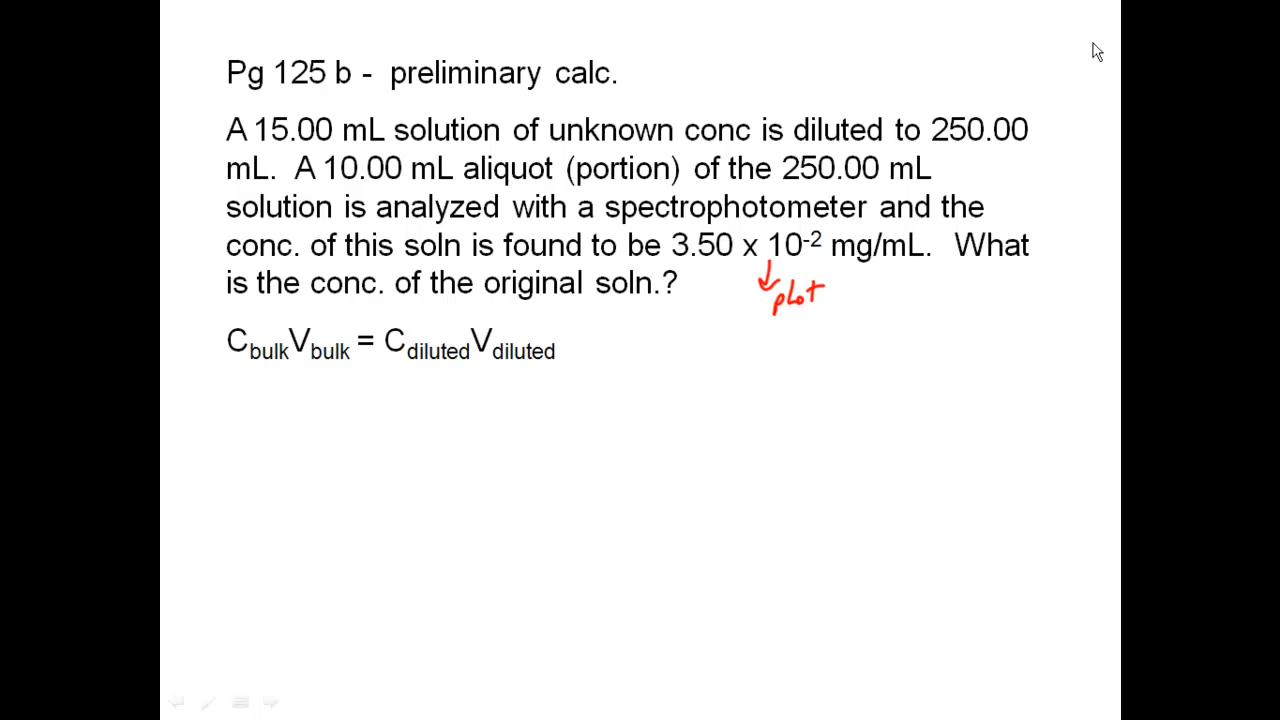 Pg 125 b - preliminary calc.
A 15.00 mL solution of unknown conc is diluted to 250.00
mL. A 10.00 mL aliquot (portion) of the 250.00 mL
solution is analyzed with a spectrophotometer and the
conc. of this soln is found to be 3.50 x 10⁻² mg/mL. What
is the conc. of the original soln.?
plot
C_bulkV_bulk = C_dilutedV_diluted